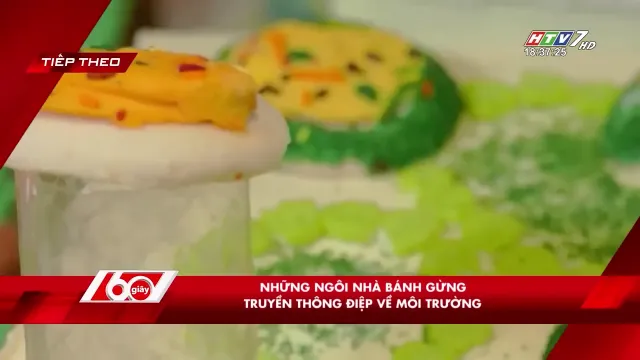 TIẾP THEO
HTV7 HD
18:37:25
60 giây
NHỮNG NGÔI NHÀ BÁNH GỪNG
TRUYỀN THÔNG ĐIỆP VỀ MÔI TRƯỜNG